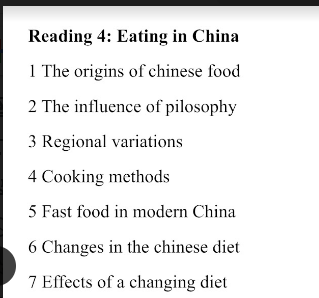 Reading 4: Eating in China
1 The origins of chinese food
2 The influence of pilosophy
3 Regional variations
4 Cooking methods
5 Fast food in modern China
6 Changes in the chinese diet
7 Effects of a changing diet